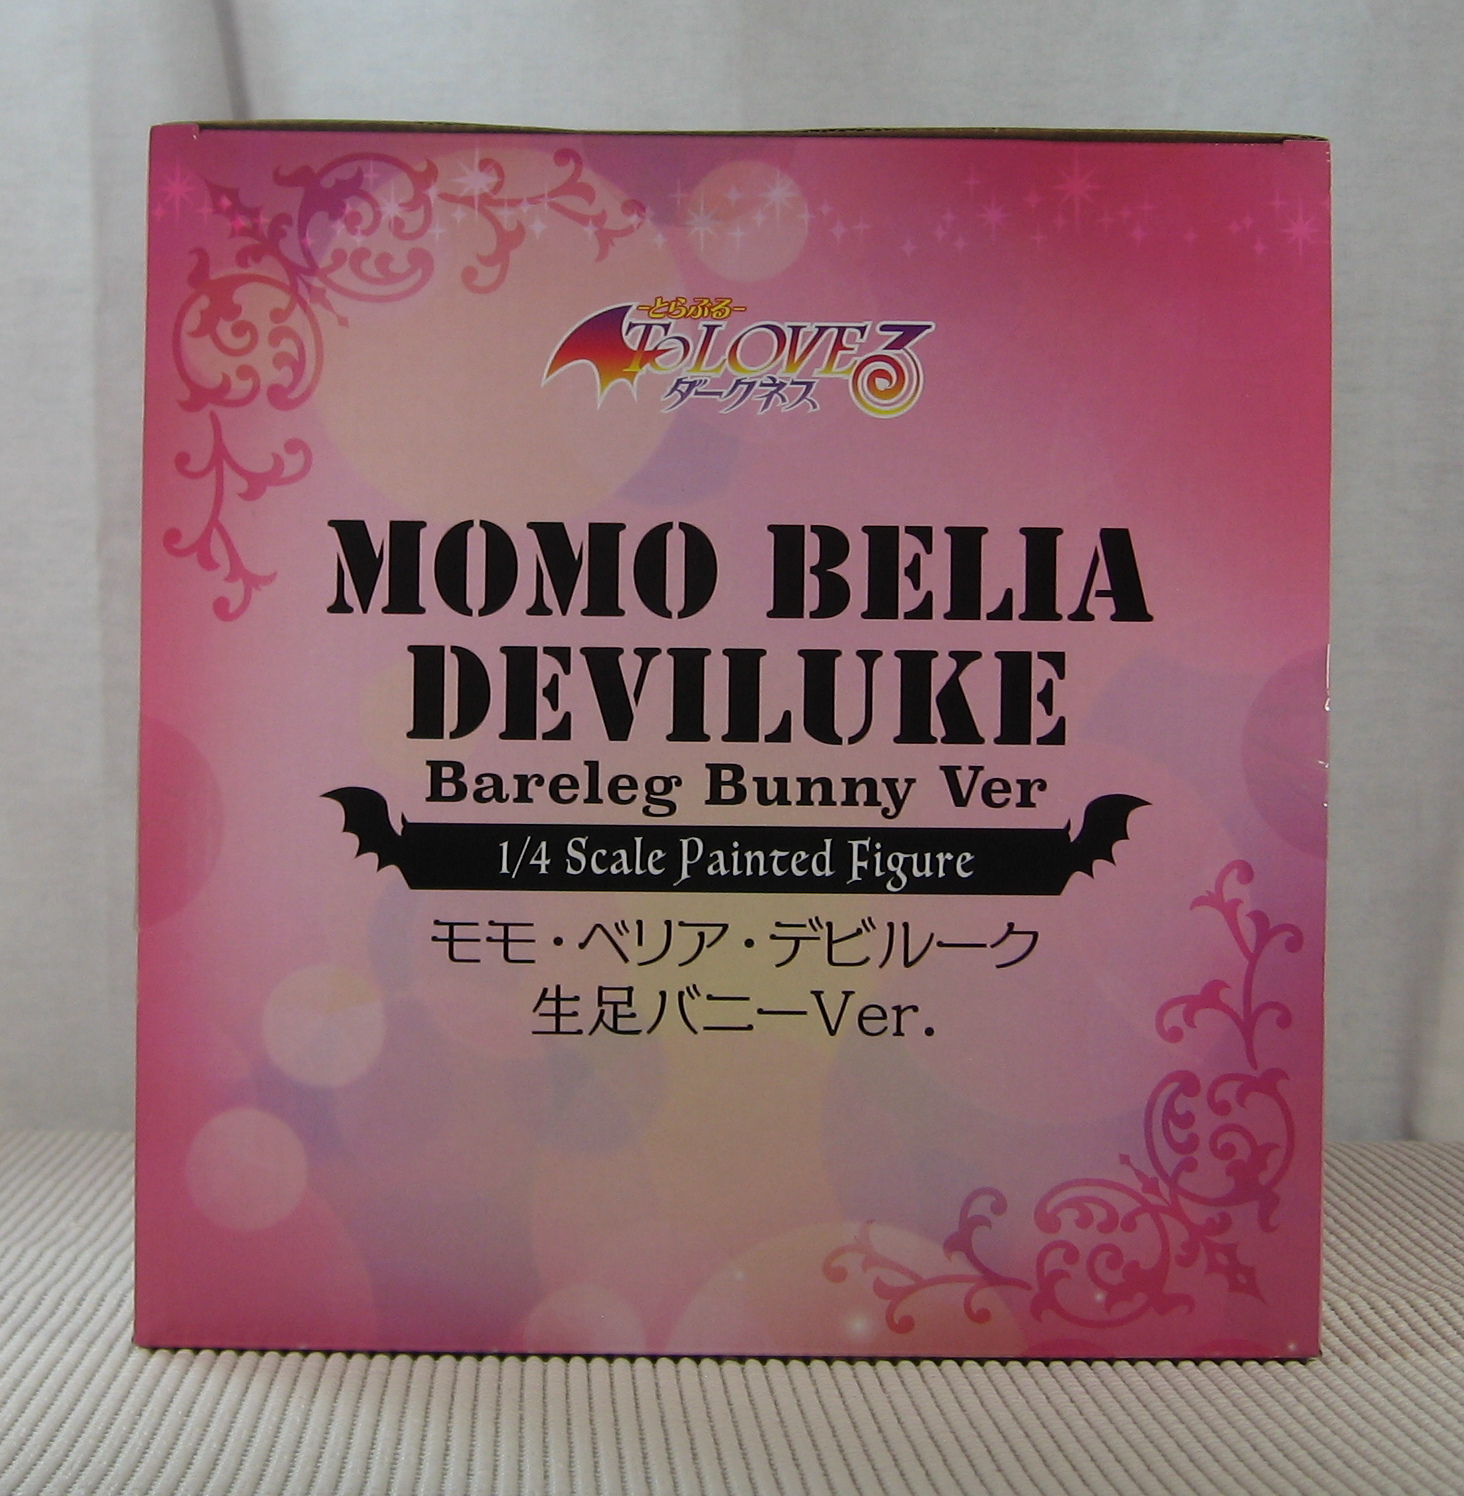 -とらぶる-
To LOVEる
ダークネス
MOMO BELIA
DEVILUKE
Bareleg Bunny Ver
1/4 Scale Painted Figure
モモ・ベリア・デビルーク
生足バニーVer.